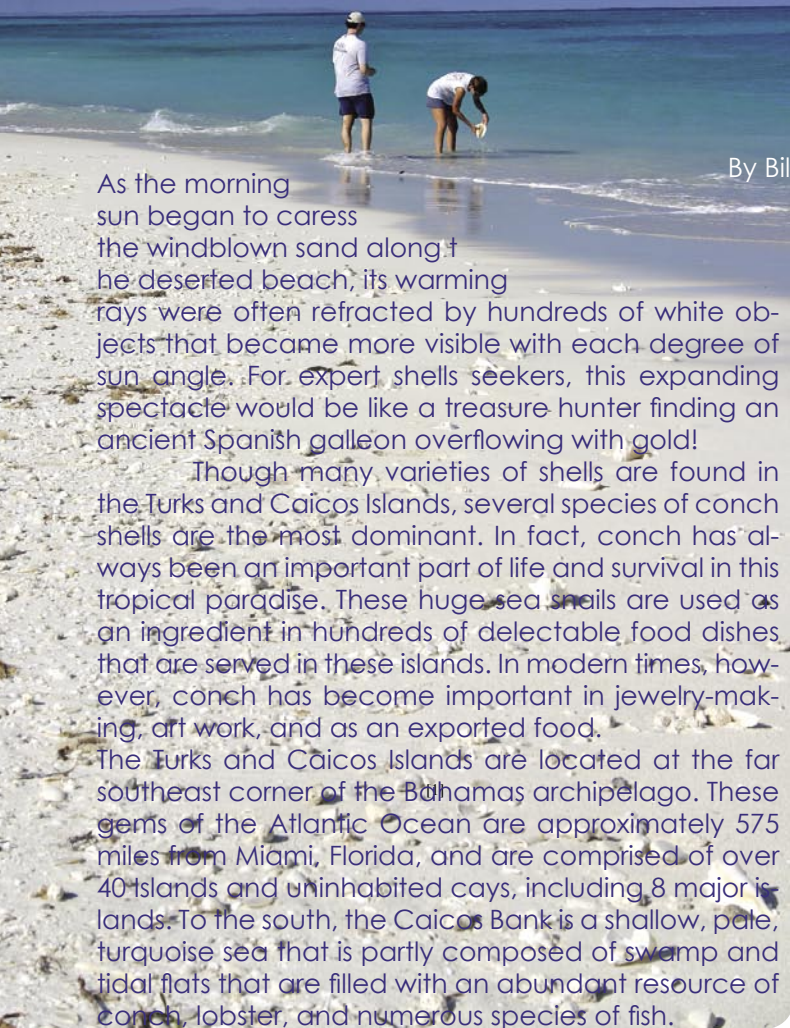 By Bil
As the morning
sun began to caress
the windblown sand along t
he deserted beach, its warming
rays were often refracted by hundreds of white ob-
jects that became more visible with each degree of
sun angle. For expert shells seekers, this expanding
spectacle would be like a treasure hunter finding an
ancient Spanish galleon overflowing with gold!
Though many varieties of shells are found in
the Turks and Caicos Islands, several species of conch
shells are the most dominant. In fact, conch has al-
ways been an important part of life and survival in this
tropical paradise. These huge sea snails are used as
an ingredient in hundreds of delectable food dishes
that are served in these islands. In modern times, how-
ever, conch has become important in jewelry-mak-
ing, art work, and as an exported food.
The Turks and Caicos Islands are located at the far
southeast corner of the Bahamas archipelago. These
gems of the Atlantic Ocean are approximately 575
miles from Miami, Florida, and are comprised of over
40 islands and uninhabited cays, including 8 major is-
lands. To the south, the Caicos Bank is a shallow, pale,
turquoise sea that is partly composed of swamp and
tidal flats that are filled with an abundant resource of
conch, lobster, and numerous species of fish.